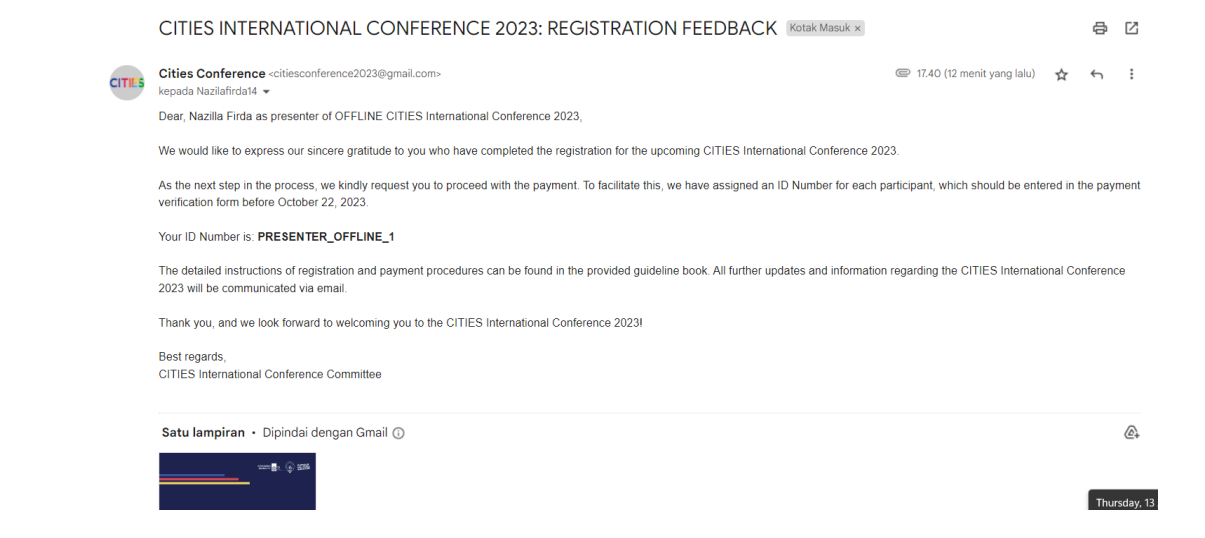 CITIES INTERNATIONAL CONFERENCE 2023: REGISTRATION FEEDBACK Kotak Masuk ×
CITIES
Cities Conference <citiesconference2023@gmail.com>
17.40 (12 menit yang lalu)
kepada Nazilafirda14
Dear, Nazilla Firda as presenter of OFFLINE CITIES International Conference 2023,
We would like to express our sincere gratitude to you who have completed the registration for the upcoming CITIES International Conference 2023.
As the next step in the process, we kindly request you to proceed with the payment. To facilitate this, we have assigned an ID Number for each participant, which should be entered in the payment
verification form before October 22, 2023.
Your ID Number is: PRESENTER_OFFLINE_1
The detailed instructions of registration and payment procedures can be found in the provided guideline book. All further updates and information regarding the CITIES International Conference
2023 will be communicated via email.
Thank you, and we look forward to welcoming you to the CITIES International Conference 2023!
Best regards,
CITIES International Conference Committee
Satu lampiran • Dipindai dengan Gmail
Thursday, 13